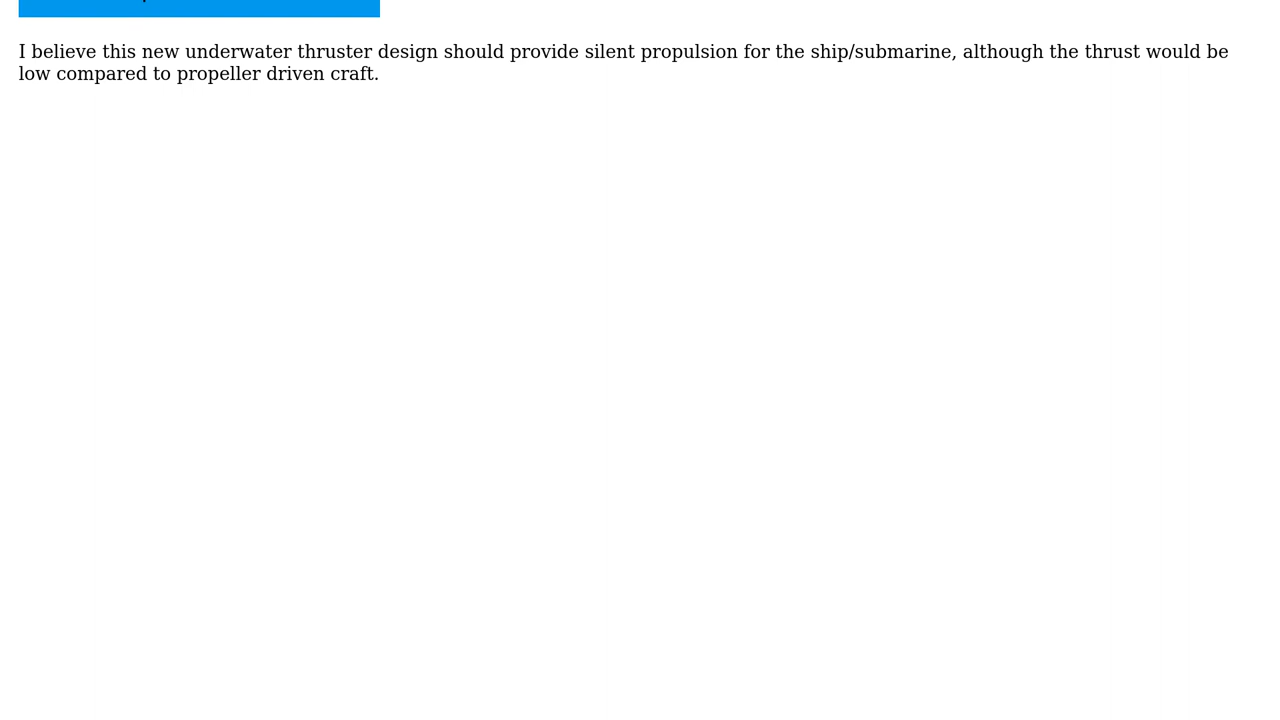 I believe this new underwater thruster design should provide silent propulsion for the ship/submarine, although the thrust would be
low compared to propeller driven craft.